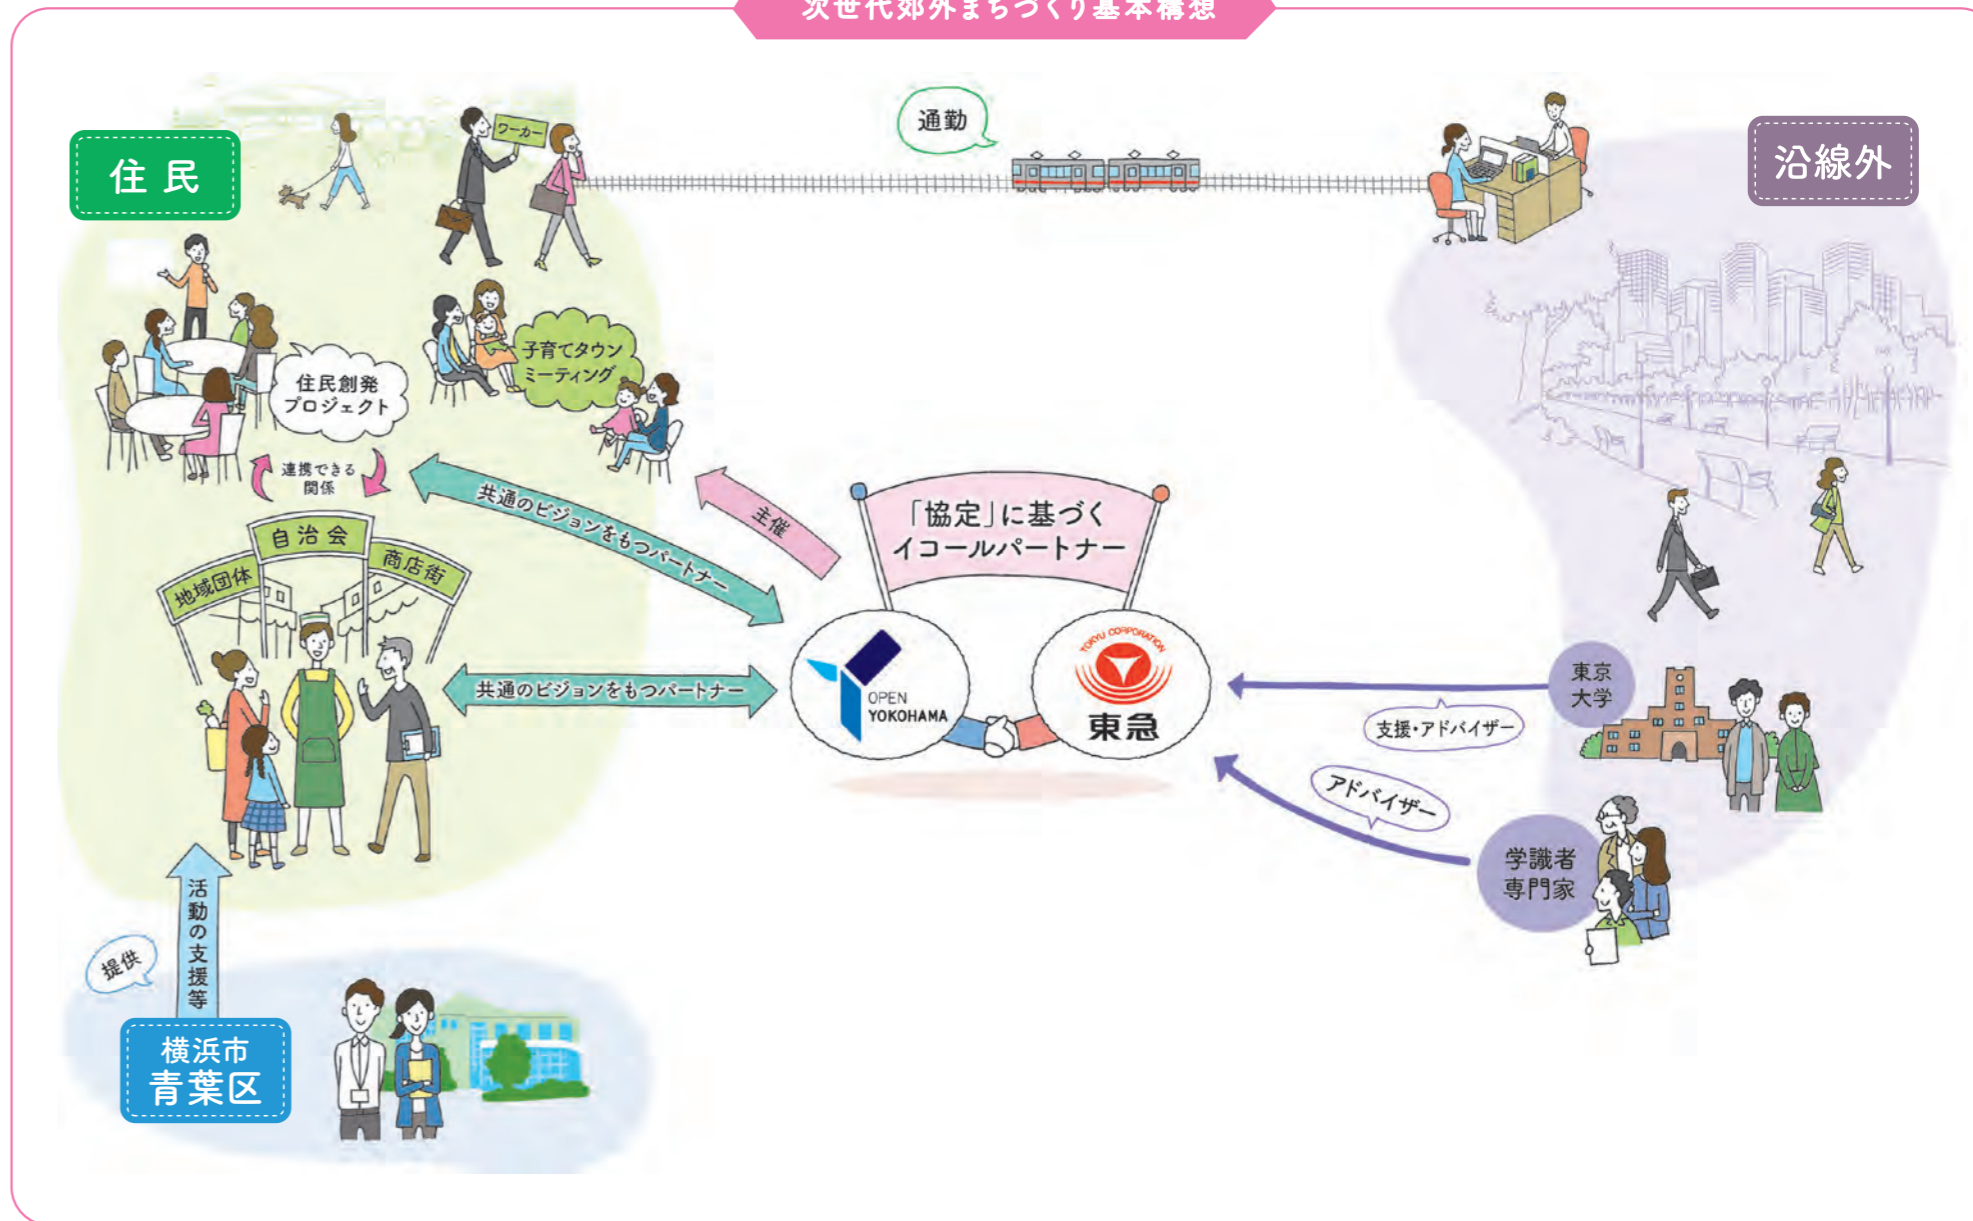 次世代郊外まちづくり基本構想
住民
ワーカー
通勤
沿線外
住民創発
プロジェクト
子育てタウン
ミーティング
連携できる
関係
共通のビジョンをもつパートナー
主催
「協定」に基づく
イコールパートナー
地域団体
自治会
商店街
共通のビジョンをもつパートナー
OPEN
YOKOHAMA
TOKYU CORPORATION
東急
東京
大学
支援・アドバイザー
アドバイザー
学識者
専門家
活動の支援等
提供
横浜市
青葉区